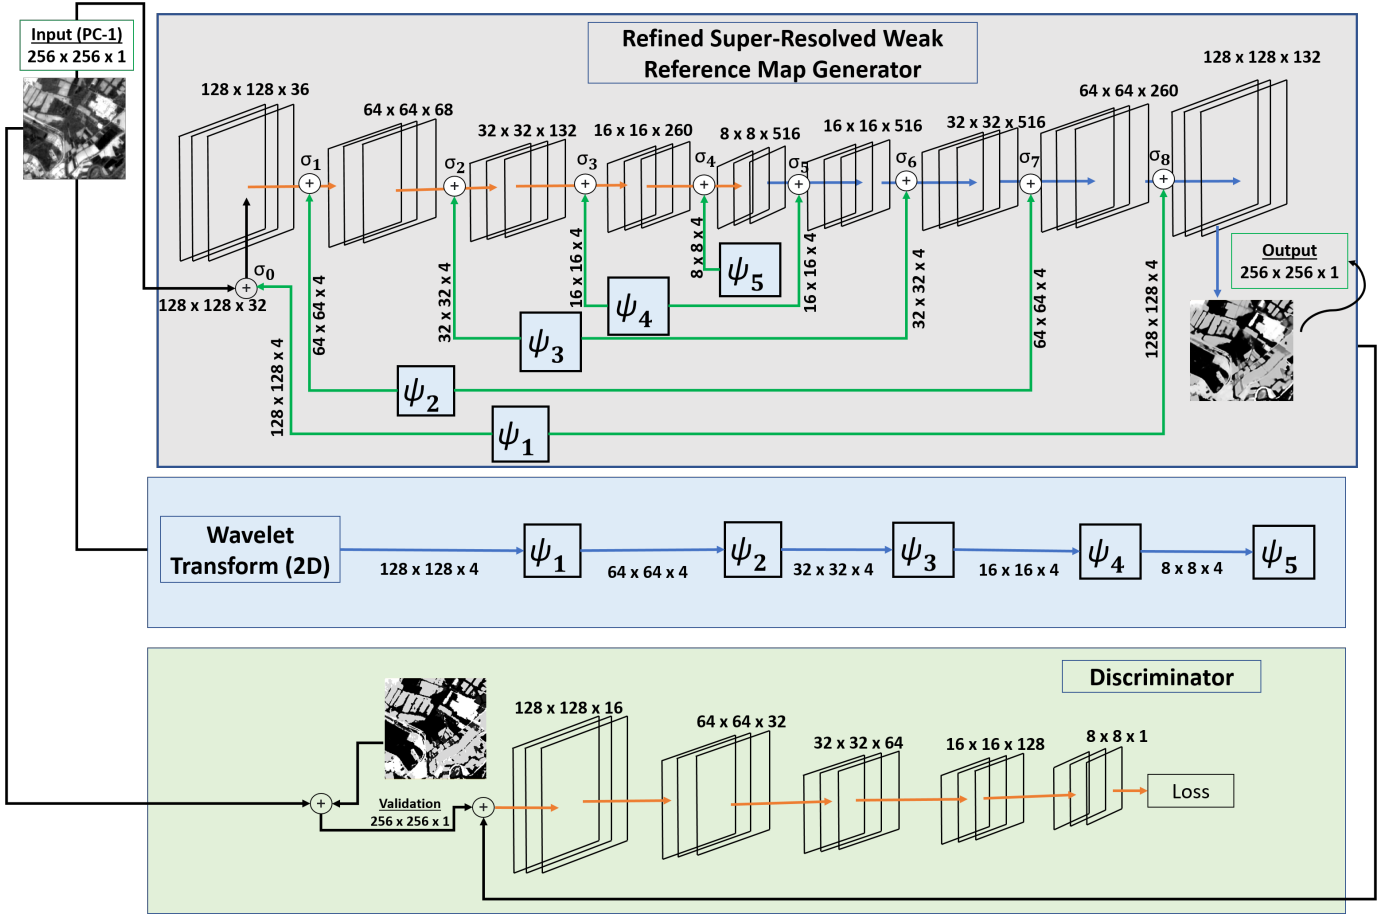 Input (PC-1)
256 x 256 x 1
Refined Super-Resolved Weak
Reference Map Generator
128 x 128 x 36
64 x 64 x 68
32 x 32 x 132
16 x 16 x 260
8 x 8 x 516
16 x 16 x 516
32 x 32 x 516
64 x 64 x 260
128 x 128 x 132
σ1
σ2
σ3
σ4
σ5
σ6
σ7
σ8
+
+
+
+
+
+
+
+
σ0
+
128 x 128 x 32
128 x 128 x 4
64 x 64 x 4
32 x 32 x 4
16 x 16 x 4
8 x 8 x 4
16 x 16 x 4
32 x 32 x 4
64 x 64 x 4
128 x 128 x 4
ψ5
ψ4
ψ3
ψ2
ψ1
Output
256 x 256 x 1
Wavelet
Transform (2D)
128 x 128 x 4
ψ1
64 x 64 x 4
ψ2
32 x 32 x 4
ψ3
16 x 16 x 4
ψ4
8 x 8 x 4
ψ5
Discriminator
128 x 128 x 16
64 x 64 x 32
32 x 32 x 64
16 x 16 x 128
8 x 8 x 1
+
Validation
256 x 256 x 1
+
Loss